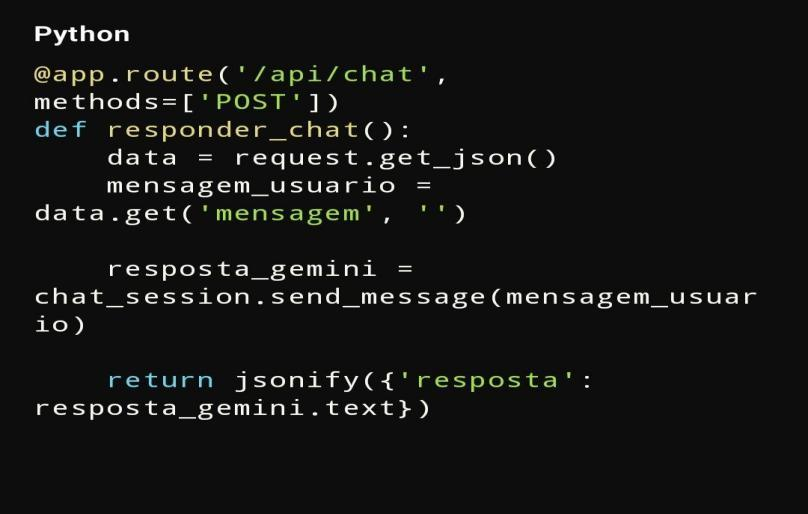 Python
@app.route('/api/chat',
methods=['POST'])
def responder_chat():
    data = request.get_json()
    mensagem_usuario =
data.get('mensagem', '')

    resposta_gemini =
chat_session.send_message(mensagem_usuar
io)

    return jsonify({'resposta':
resposta_gemini.text})